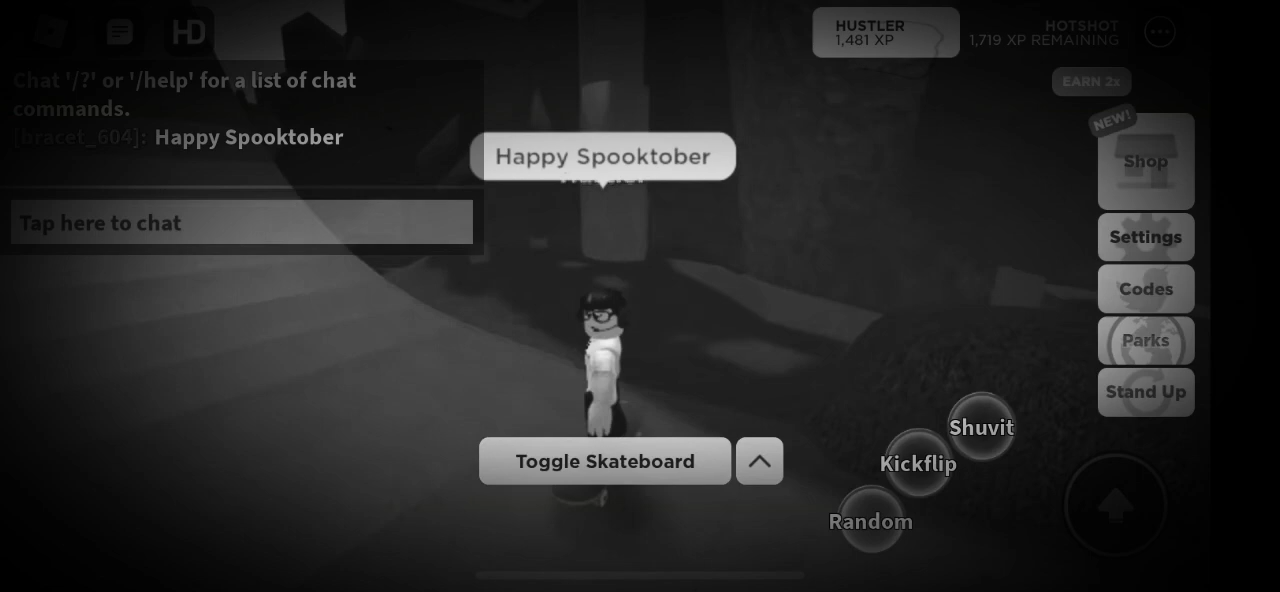 HD
HUSTLER
1,481 XP
HOTSHOT
1,719 XP REMAINING
EARN 2x
Chat '/?' or '/help' for a list of chat
commands.
[bracet_604]: Happy Spooktober
Happy Spooktober
Tap here to chat
NEW!
Shop
Settings
Codes
Parks
Stand Up
Shuvit
Kickflip
Random
Toggle Skateboard